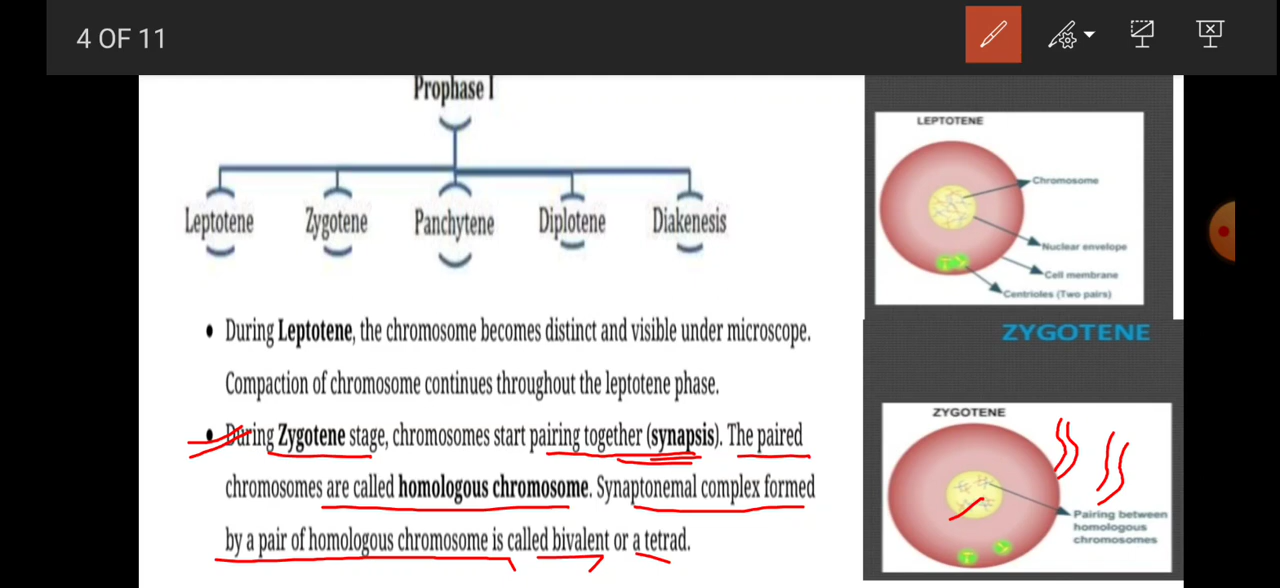 4 OF 11
Prophase I
Leptotene Zygotene Panchytene Diplotene Diakenesis
• During Leptotene, the chromosome becomes distinct and visible under microscope.
Compaction of chromosome continues throughout the leptotene phase.
• During Zygotene stage, chromosomes start pairing together (synapsis). The paired
chromosomes are called homologous chromosome. Synaptonemal complex formed
by a pair of homologous chromosome is called bivalent or a tetrad.
LEPTOTENE
Chromosome
Nuclear envelope
Cell membrane
Centrioles (Two pairs)
ZYGOTENE
ZYGOTENE
Pairing between
homologous
chromosomes